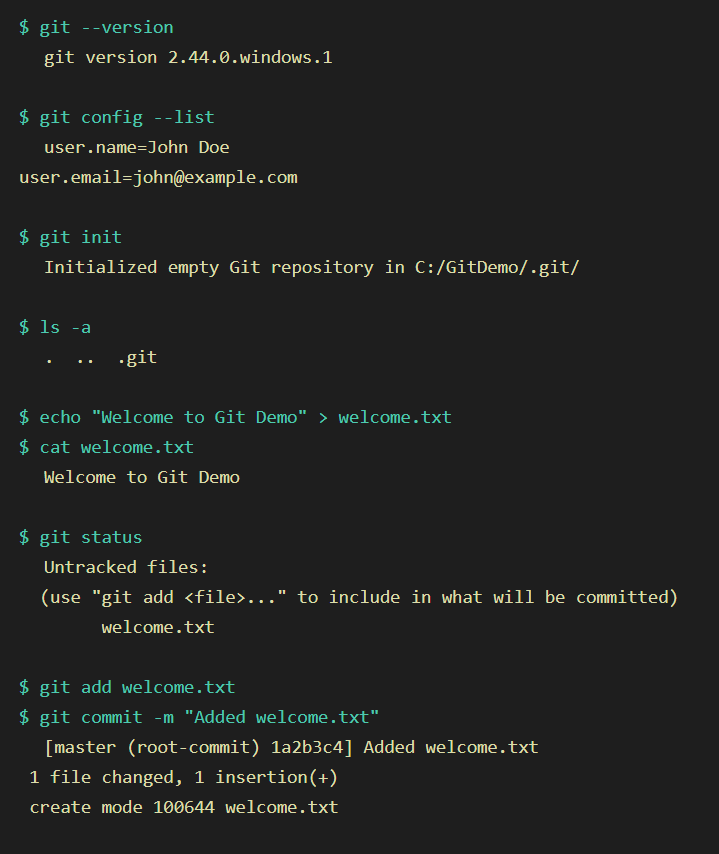 $ git --version
git version 2.44.0.windows.1
$ git config --list
user.name=John Doe
user.email=john@example.com
$ git init
Initialized empty Git repository in C:/GitDemo/.git/
$ ls -a
.  ..  .git
$ echo "Welcome to Git Demo" > welcome.txt
$ cat welcome.txt
Welcome to Git Demo
$ git status
Untracked files:
(use "git add <file>..." to include in what will be committed)
welcome.txt
$ git add welcome.txt
$ git commit -m "Added welcome.txt"
[master (root-commit) 1a2b3c4] Added welcome.txt
1 file changed, 1 insertion(+)
create mode 100644 welcome.txt